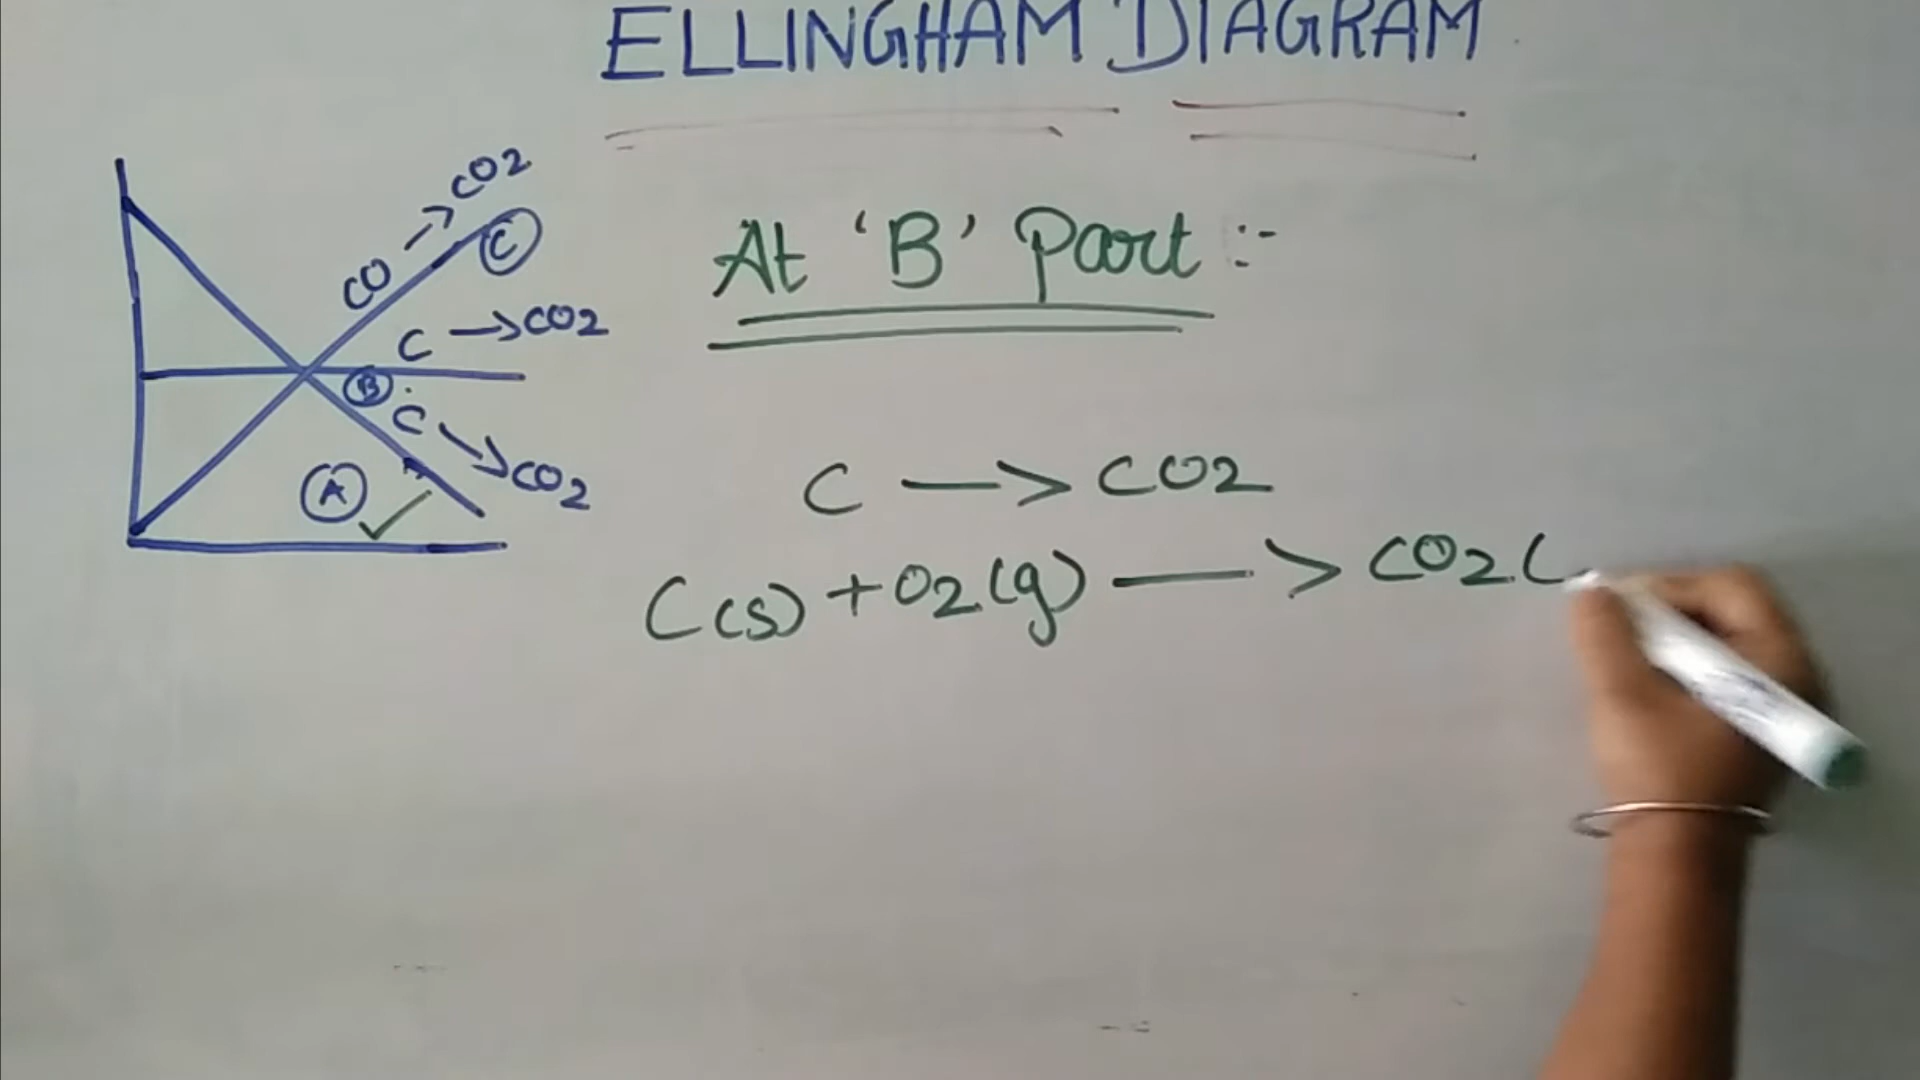 ELLINGHAM DIAGRAM
CO → CO2
C
C → CO2
B
C → CO2
A
At 'B' Part :-
C → CO2
C(s) + O2(g) → CO2(